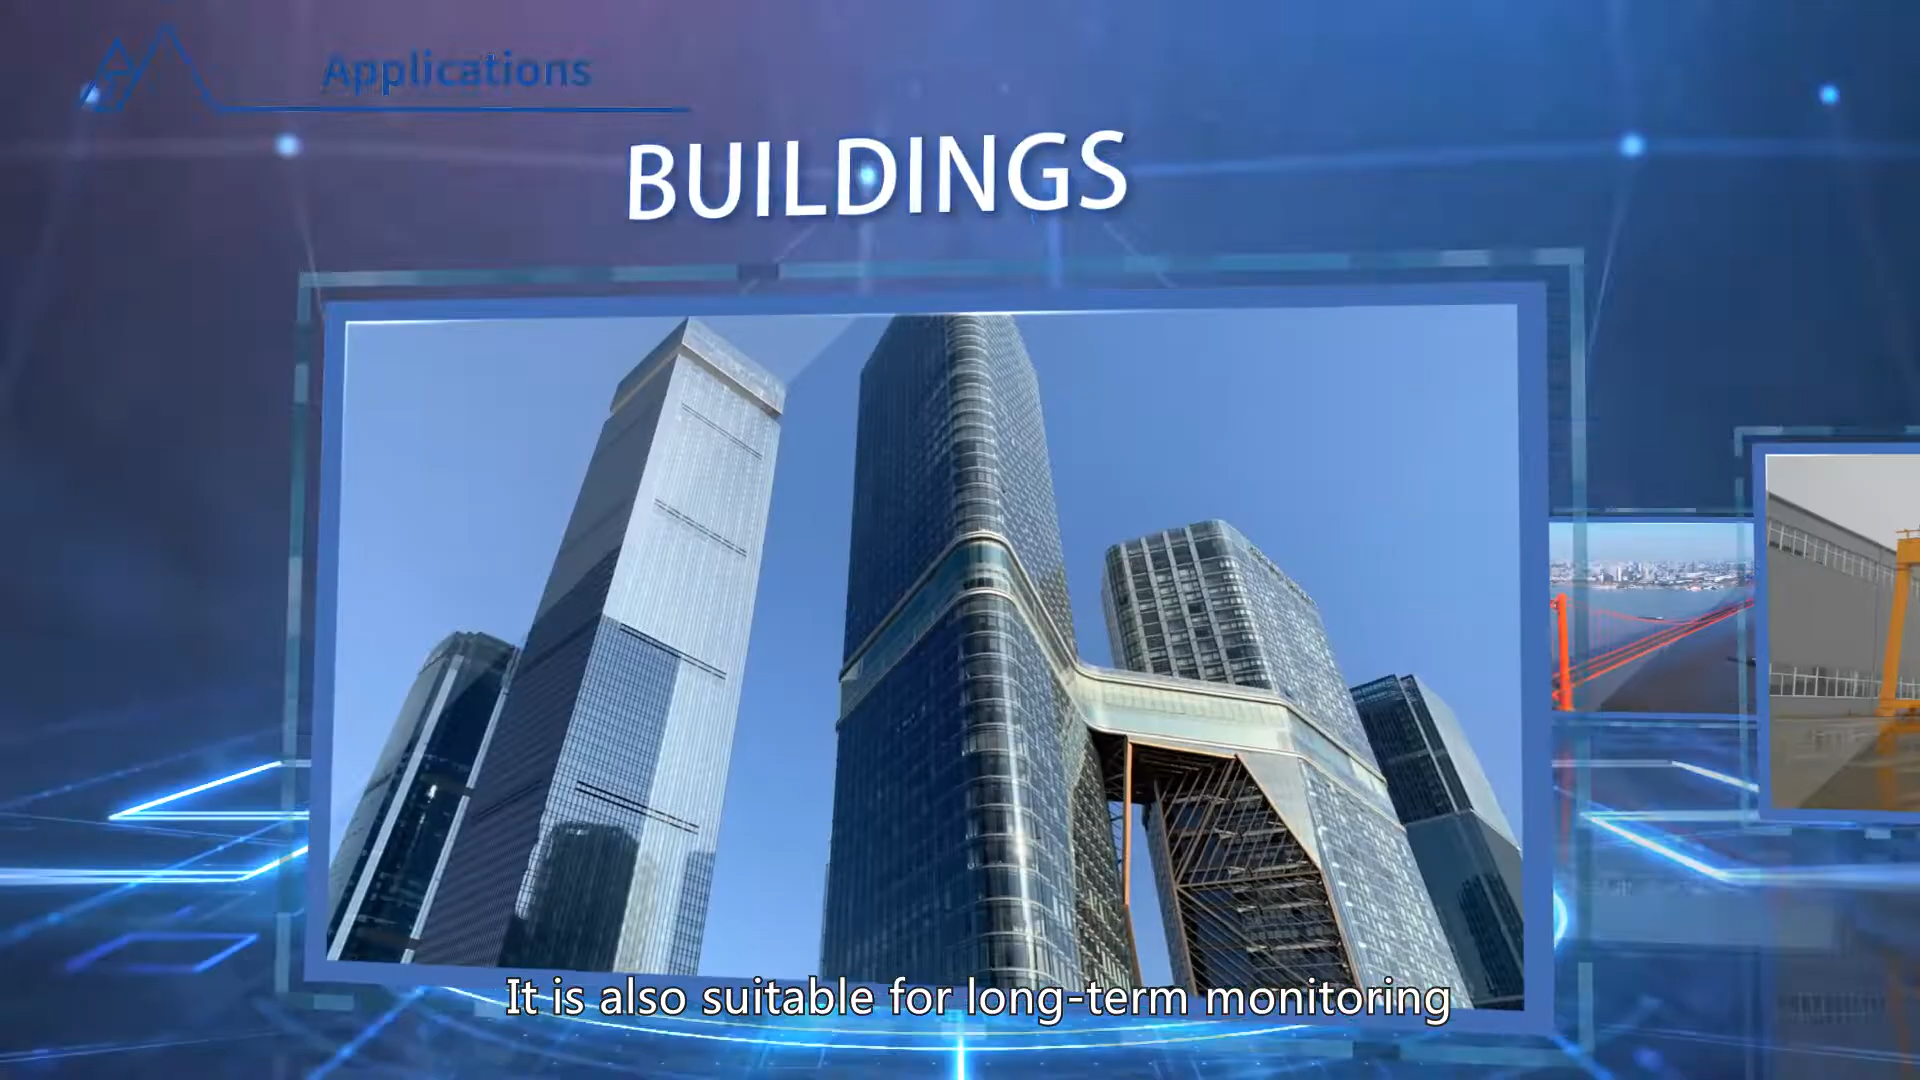 Applications
BUILDINGS
It is also suitable for long-term monitoring